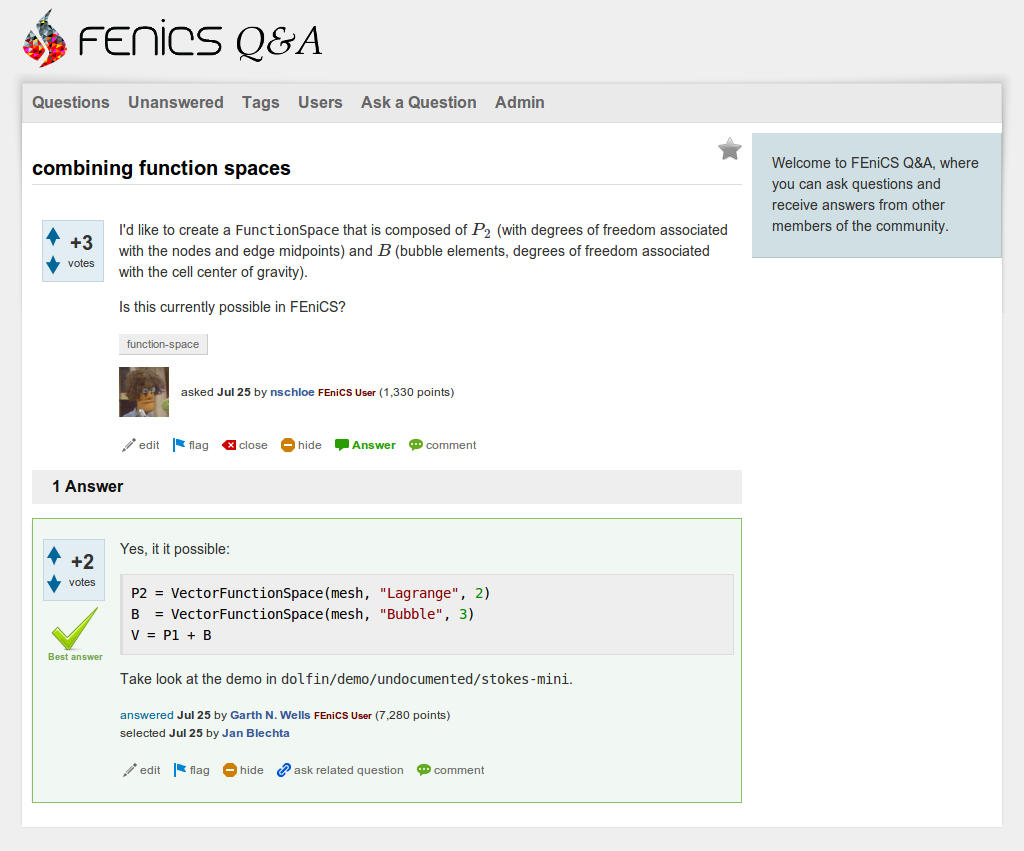 FENiCS Q&A
Questions Unanswered Tags Users Ask a Question Admin
combining function spaces
Welcome to FEniCS Q&A, where
you can ask questions and
receive answers from other
members of the community.
+3
votes
I'd like to create a FunctionSpace that is composed of P2 (with degrees of freedom associated
with the nodes and edge midpoints) and B (bubble elements, degrees of freedom associated
with the cell center of gravity).
Is this currently possible in FEniCS?
function-space
asked Jul 25 by nschloe FEniCS User (1,330 points)
edit flag close hide Answer comment
1 Answer
+2
votes
Best answer
Yes, it it possible:
P2 = VectorFunctionSpace(mesh, "Lagrange", 2)
B  = VectorFunctionSpace(mesh, "Bubble", 3)
V = P1 + B
Take look at the demo in dolfin/demo/undocumented/stokes-mini.
answered Jul 25 by Garth N. Wells FEniCS User (7,280 points)
selected Jul 25 by Jan Blechta
edit flag hide ask related question comment